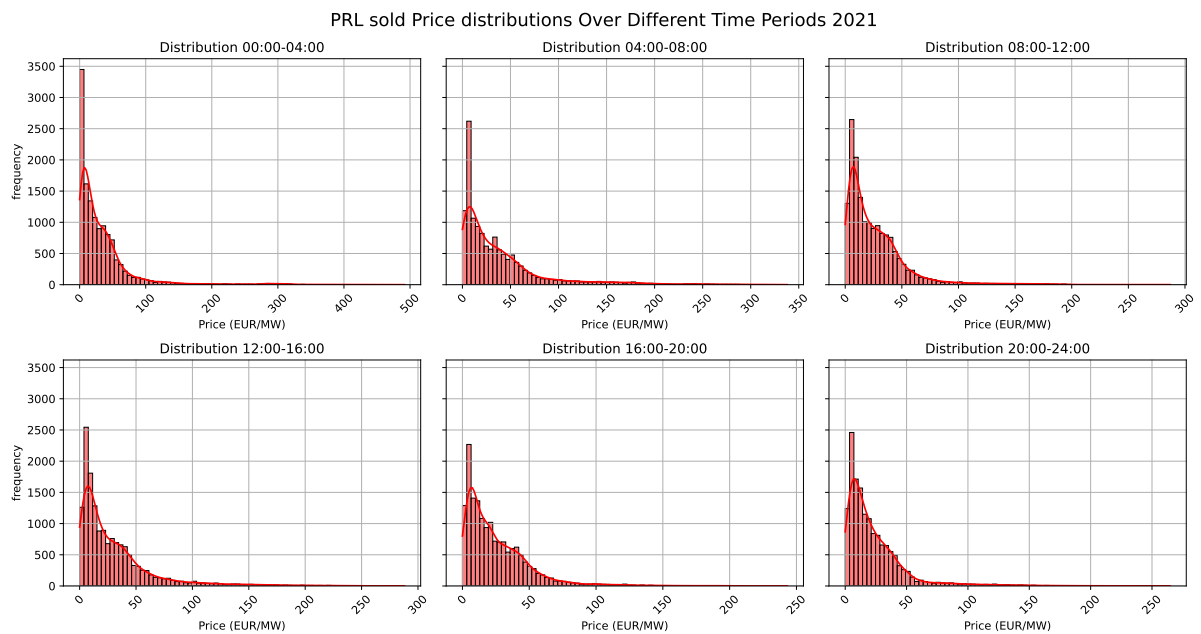 PRL sold Price distributions Over Different Time Periods 2021
Distribution 00:00-04:00
Distribution 04:00-08:00
Distribution 08:00-12:00
3500
3000
2500
2000
1500
1000
500
0
frequency
0 100 200 300 400 500
0 50 100 150 200 250 300 350
0 50 100 150 200 250 300
Price (EUR/MW)
Price (EUR/MW)
Price (EUR/MW)
Distribution 12:00-16:00
Distribution 16:00-20:00
Distribution 20:00-24:00
3500
3000
2500
2000
1500
1000
500
0
frequency
0 50 100 150 200 250 300
0 50 100 150 200 250
0 50 100 150 200 250
Price (EUR/MW)
Price (EUR/MW)
Price (EUR/MW)